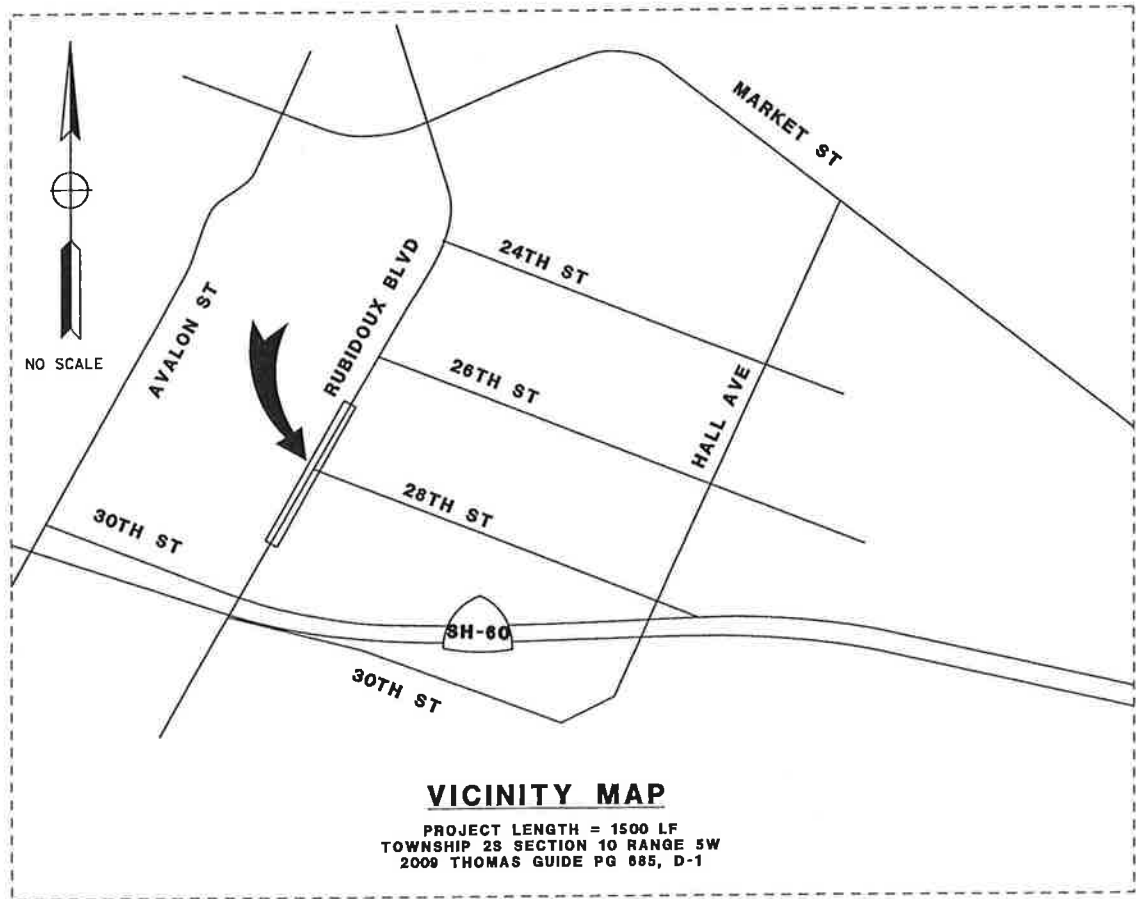 MARKET ST
24TH ST
RUBIDOUX BLVD
AVALON ST
NO SCALE
26TH ST
HALL AVE
28TH ST
30TH ST
SH-60
30TH ST
VICINITY MAP
PROJECT LENGTH = 1500 LF
TOWNSHIP 2S SECTION 10 RANGE 5W
2009 THOMAS GUIDE PG 685, D-1